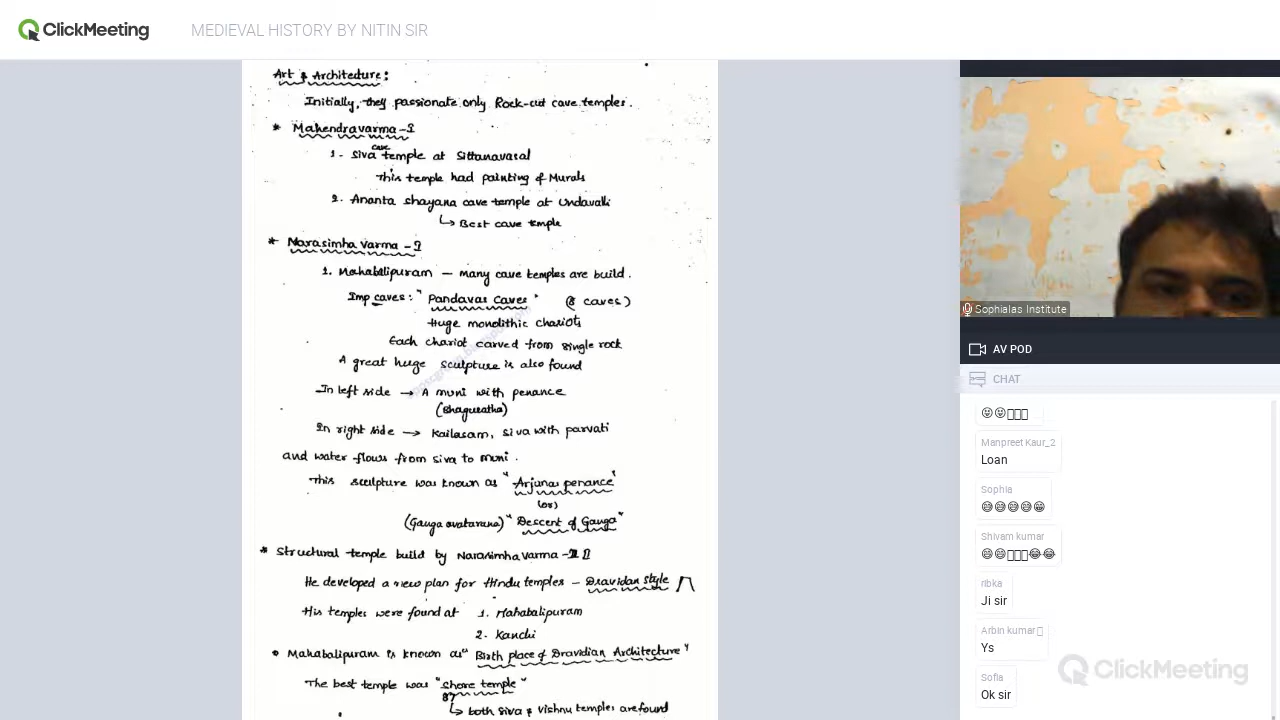 ClickMeeting
MEDIEVAL HISTORY BY NITIN SIR
Art & Architecture:
Initially, they passionate only Rock-cut cave temples.
* Mahendravarma-I
1. Siva cave temple at Sittanavasal
This temple had painting of Murals
2. Ananta shayana cave temple at Undavalli
↳ Best cave temple
* Narasimha Varma-I
1. Mahabalipuram — many cave temples are build.
Imp caves: "Pandavas Caves" (8 caves)
Huge monolithic chariots
Each chariot carved from single rock
A great huge sculpture is also found
In left side → A muni with penance
(Bhaguratha)
In right side → Kailasam, siva with parvati
and water flows from siva to muni.
This sculpture was known as "Arjunas penance"
(or)
(Ganga avatarana) "Descent of Ganga"
* Structural temple build by Narasimha Varma-II
He developed a new plan for Hindu temples — Dravidan style
His temples were found at 1. Mahabalipuram
2. Kanchi
* Mahabalipuram is known as "Birth place of Dravidian Architecture"
The best temple was "Shore temple"
↳ both Siva & Vishnu temples are found
Sophialas Institute
AV POD
CHAT
😝😝
Manpreet Kaur_2
Loan
Sophia
😅😅😅😅😁
Shivam kumar
😄😄😂😂
ribka
Ji sir
Arbin kumar
Ys
Sofia
Ok sir
ClickMeeting